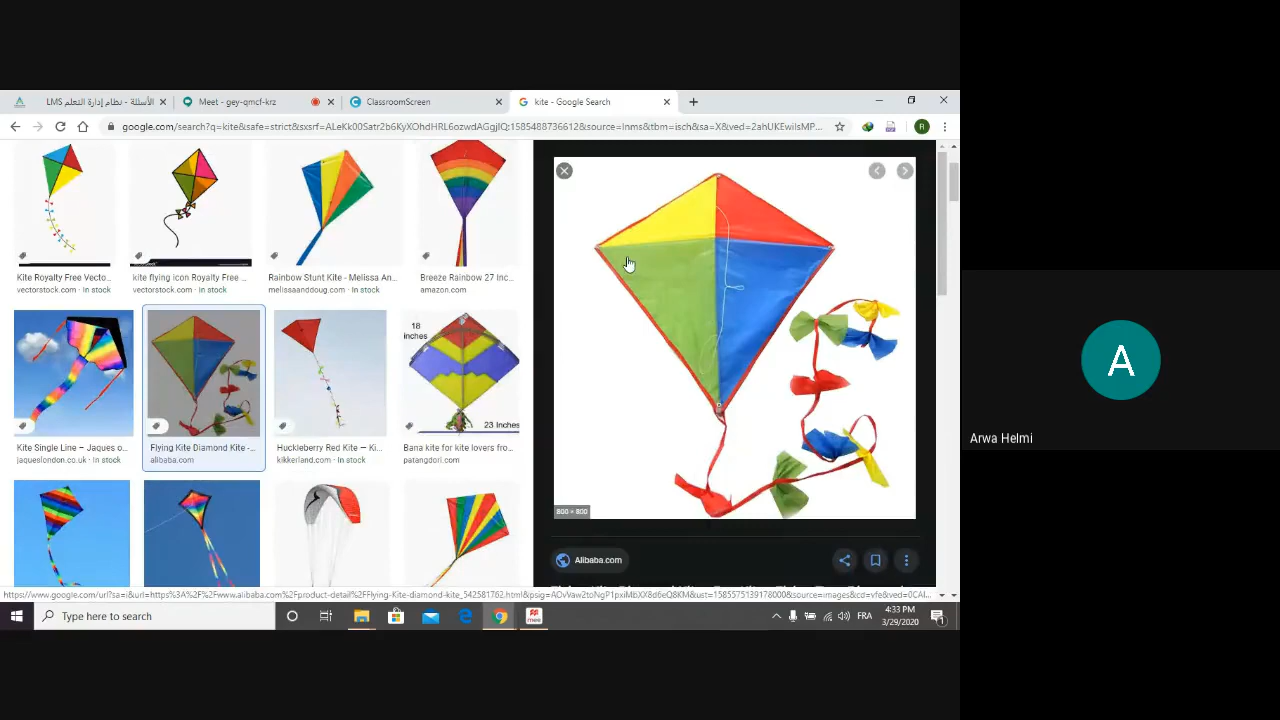 الأسئلة - نظام إدارة التعلم LMS
Meet - gey-qmcf-krz
ClassroomScreen
kite - Google Search
google.com/search?q=kite&safe=strict&sxsrf=ALeKk00Satr2b6KyXOhdHRL6ozwdAGgjIQ:1585488736612&source=lnms&tbm=isch&sa=X&ved=2ahUKEwiIsMP...
R
Kite Royalty Free Vecto...
vectorstock.com - In stock
kite flying icon Royalty Free ...
vectorstock.com - In stock
Rainbow Stunt Kite - Melissa An...
melissaanddoug.com - In stock
Breeze Rainbow 27 Inc...
amazon.com
18
inches
23 Inches
Kite Single Line – Jaques o...
jaqueslondon.co.uk - In stock
Flying Kite Diamond Kite -...
alibaba.com
Huckleberry Red Kite — Ki...
kikkerland.com - In stock
Bana kite for kite lovers fro...
patangdori.com
800 × 800
Alibaba.com
A
Arwa Helmi
Type here to search
FRA
4:33 PM
3/29/2020
1